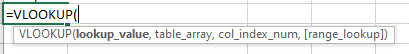 =VLOOKUP(
VLOOKUP(lookup_value, table_array, col_index_num, [range_lookup])